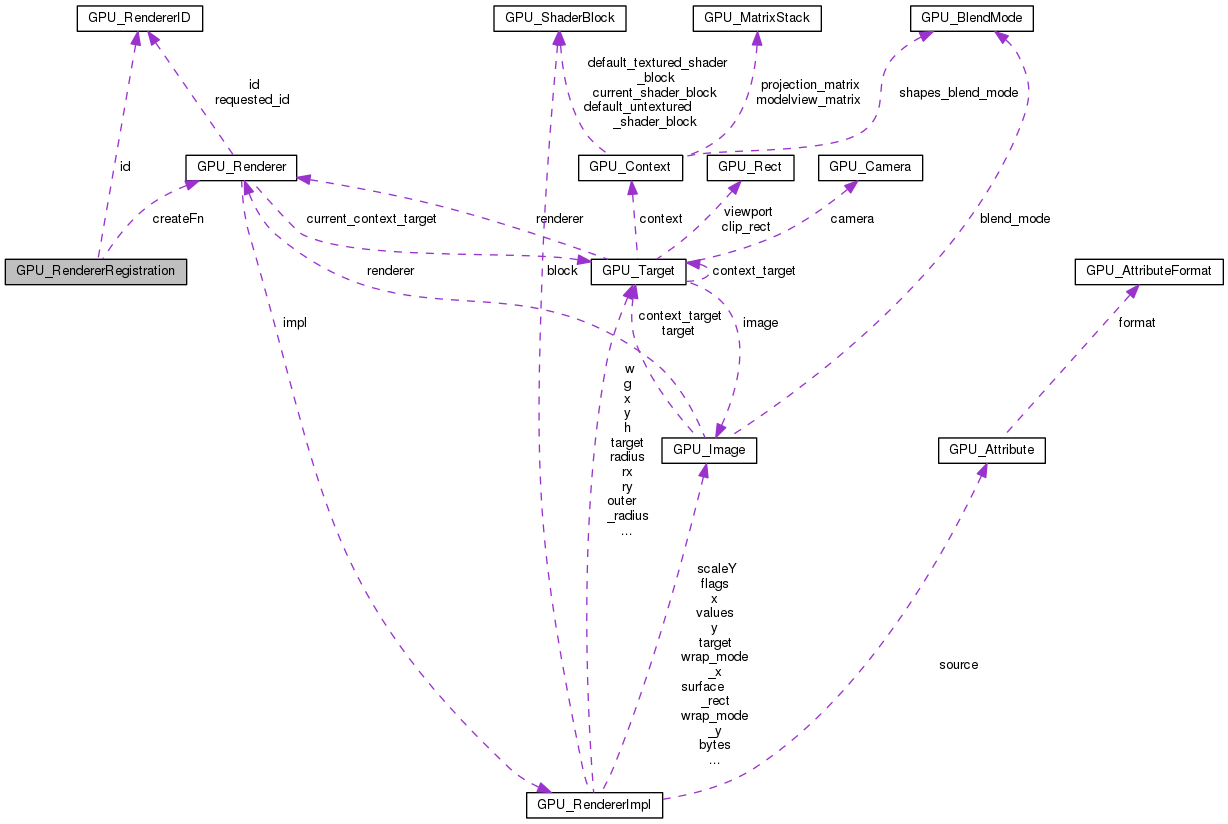 GPU_RendererID
GPU_ShaderBlock
GPU_MatrixStack
GPU_BlendMode
id
requested_id
default_textured_shader
_block
current_shader_block
default_untextured
_shader_block
projection_matrix
modelview_matrix
shapes_blend_mode
id
GPU_Renderer
GPU_Context
GPU_Rect
GPU_Camera
createFn
current_context_target
renderer
context
viewport
clip_rect
camera
blend_mode
GPU_RendererRegistration
renderer
block
GPU_Target
context_target
GPU_AttributeFormat
impl
context_target
target
image
format
w
g
x
y
h
target
radius
rx
ry
outer
_radius
...
GPU_Image
GPU_Attribute
scaleY
flags
x
values
y
target
wrap_mode
_x
surface
_rect
wrap_mode
_y
bytes
...
source
GPU_RendererImpl